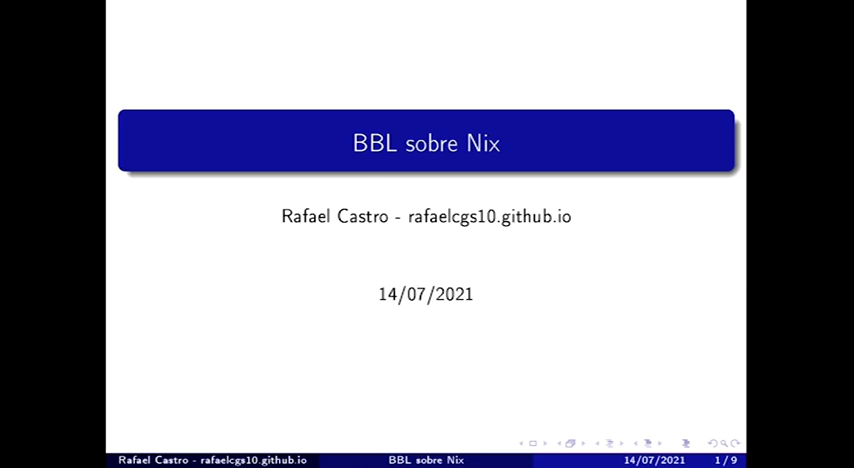 BBL sobre Nix
Rafael Castro - rafaelcgs10.github.io
14/07/2021
Rafael Castro - rafaelcgs10.github.io BBL sobre Nix 14/07/2021 1 / 9